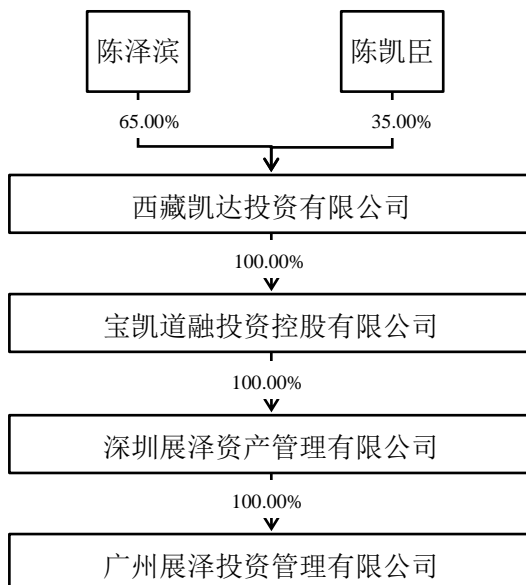 陈泽滨
陈凯臣
65.00%
35.00%
西藏凯达投资有限公司
100.00%
宝凯道融投资控股有限公司
100.00%
深圳展泽资产管理有限公司
100.00%
广州展泽投资管理有限公司